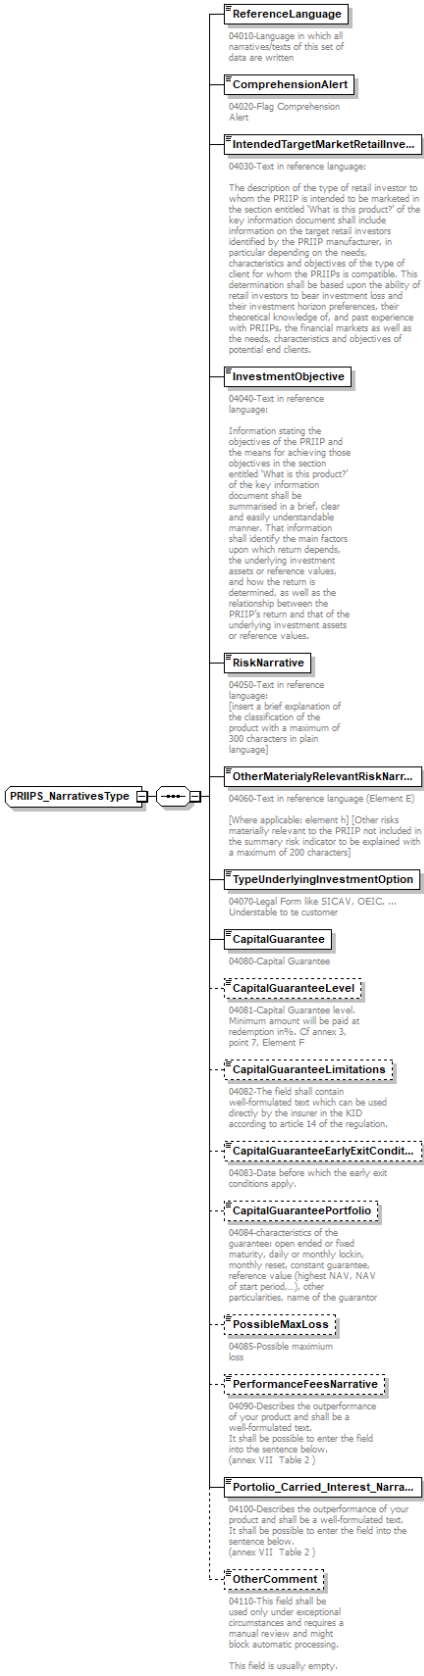 ReferenceLanguage
04010-Language in which all
narratives/texts of this set of
data are written
ComprehensionAlert
04020-Flag Comprehension
Alert
IntendedTargetMarketRetailInve...
04030-Text in reference language:
The description of the type of retail investor to
whom the PRIIP is intended to be marketed in
the section entitled 'What is this product?' of the
key information document shall include
information on the target retail investors
identified by the PRIIP manufacturer, in
particular depending on the needs,
characteristics and objectives of the type of
client for whom the PRIIPs is compatible. This
determination shall be based upon the ability of
retail investors to bear investment loss and
their investment horizon preferences, their
theoretical knowledge of, and past experience
with PRIIPs, the financial markets as well as
the needs, characteristics and objectives of
potential end clients.
InvestmentObjective
04040-Text in reference
language:
Information stating the
objectives of the PRIIP and
the means for achieving those
objectives in the section
entitled 'What is this product?'
of the key information
document shall be
summarised in a brief, clear
and easily understandable
manner. That information
shall identify the main factors
upon which return depends,
the underlying investment
assets or reference values,
and how the return is
determined, as well as the
relationship between the
PRIIP's return and that of the
underlying investment assets
or reference values.
RiskNarrative
04050-Text in reference
language:
[insert a brief explanation of
the classification of the
product with a maximum of
300 characters in plain
language]
PRIIPS_NarrativesType
OtherMaterialyRelevantRiskNarr...
04060-Text in reference language (Element E)
[Where applicable: element h] [Other risks
materially relevant to the PRIIP not included in
the summary risk indicator to be explained with
a maximum of 200 characters]
TypeUnderlyingInvestmentOption
04070-Legal Form like SICAV, OEIC, ...
Understable to te customer
CapitalGuarantee
04080-Capital Guarantee
CapitalGuaranteeLevel
04081-Capital Guarantee level.
Minimum amount will be paid at
redemption in%. Cf annex 3,
point 7, Element F
CapitalGuaranteeLimitations
04082-The field shall contain
well-formulated text which can be used
directly by the insurer in the KID
according to article 14 of the regulation.
CapitalGuaranteeEarlyExitCondit...
04083-Date before which the early exit
conditions apply.
CapitalGuaranteePortfolio
04084-characteristics of the
guarantee: open ended or fixed
maturity, daily or monthly lockin,
monthly reset, constant guarantee,
reference value (highest NAV, NAV
of start period,...), other
particularities, name of the guarantor
PossibleMaxLoss
04085-Possible maximium
loss
PerformanceFeesNarrative
04090-Describes the outperformance
of your product and shall be a
well-formulated text.
It shall be possible to enter the field
into the sentence below.
(annex VII  Table 2 )
Portolio_Carried_Interest_Narra...
04100-Describes the outperformance of your
product and shall be a well-formulated text.
It shall be possible to enter the field into the
sentence below.
(annex VII  Table 2 )
OtherComment
04110-This field shall be
used only under exceptional
circumstances and requires a
manual review and might
block automatic processing.
This field is usually empty.